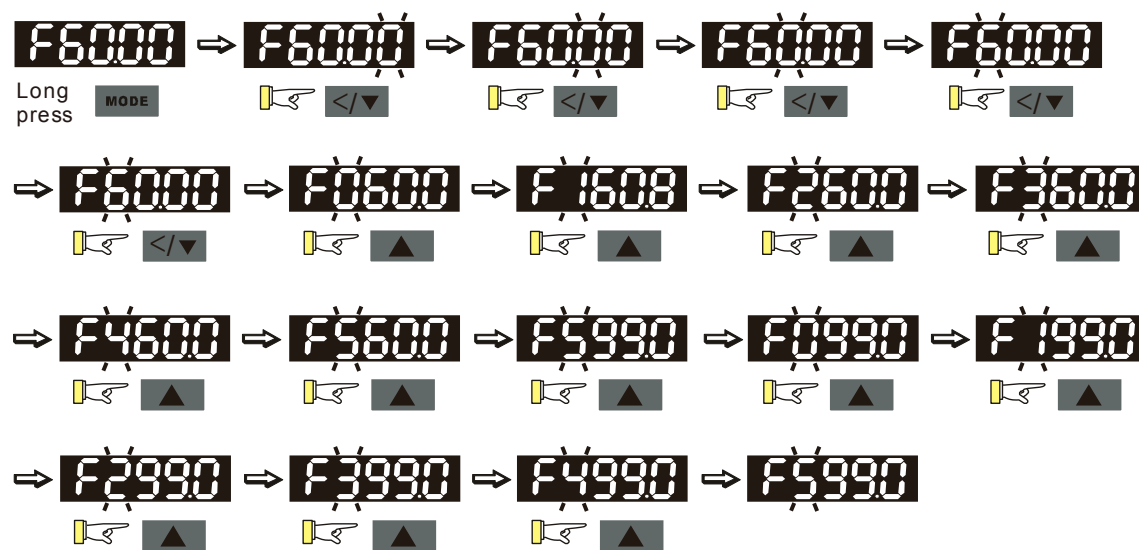 F60.00 F60.00 F60.00 F60.00 F60.00
Long
press MODE </▼ </▼ </▼ </▼
F60.00 F060.0 F160.8 F260.0 F360.0
</▼ ▲ ▲ ▲ ▲
F460.0 F560.0 F599.0 F099.0 F199.0
▲ ▲ ▲ ▲ ▲
F299.0 F399.0 F499.0 F599.0
▲ ▲ ▲